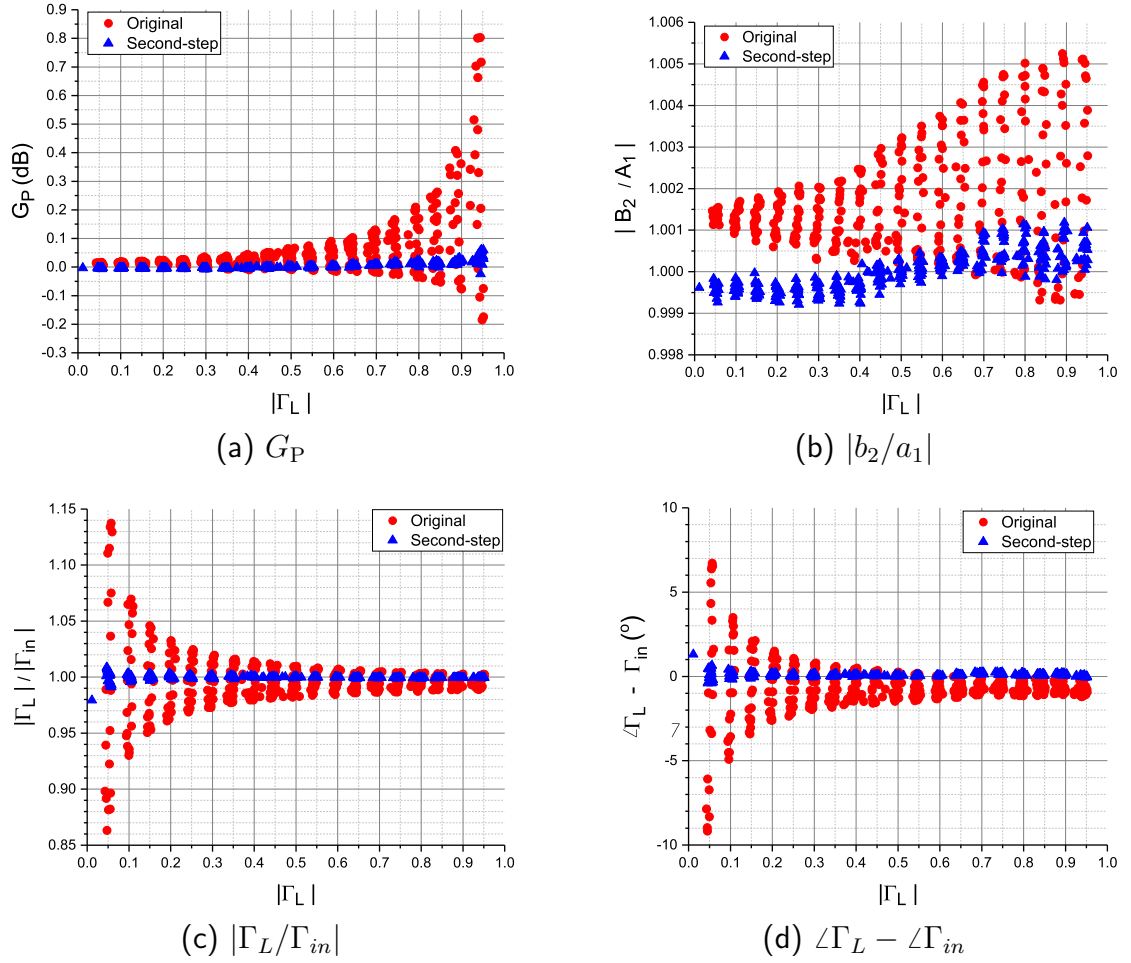 0.9
0.8
0.7
0.6
0.5
0.4
0.3
0.2
0.1
0.0
-0.1
-0.2
-0.3
G_P (dB)
Original
Second-step
0.0 0.1 0.2 0.3 0.4 0.5 0.6 0.7 0.8 0.9 1.0
|Γ_L |
(a) G_P
1.006
1.005
1.004
1.003
1.002
1.001
1.000
0.999
0.998
| B_2 / A_1 |
Original
Second-step
0.0 0.1 0.2 0.3 0.4 0.5 0.6 0.7 0.8 0.9 1.0
|Γ_L |
(b) |b_2/a_1|
1.15
1.10
1.05
1.00
0.95
0.90
0.85
|Γ_L | / |Γ_in |
Original
Second-step
0.0 0.1 0.2 0.3 0.4 0.5 0.6 0.7 0.8 0.9 1.0
|Γ_L |
(c) |Γ_L/Γ_in|
10
5
0
-5
-10
∠Γ_L - ∠Γ_in (º)
Original
Second-step
0.0 0.1 0.2 0.3 0.4 0.5 0.6 0.7 0.8 0.9 1.0
|Γ_L |
(d) ∠Γ_L − ∠Γ_in